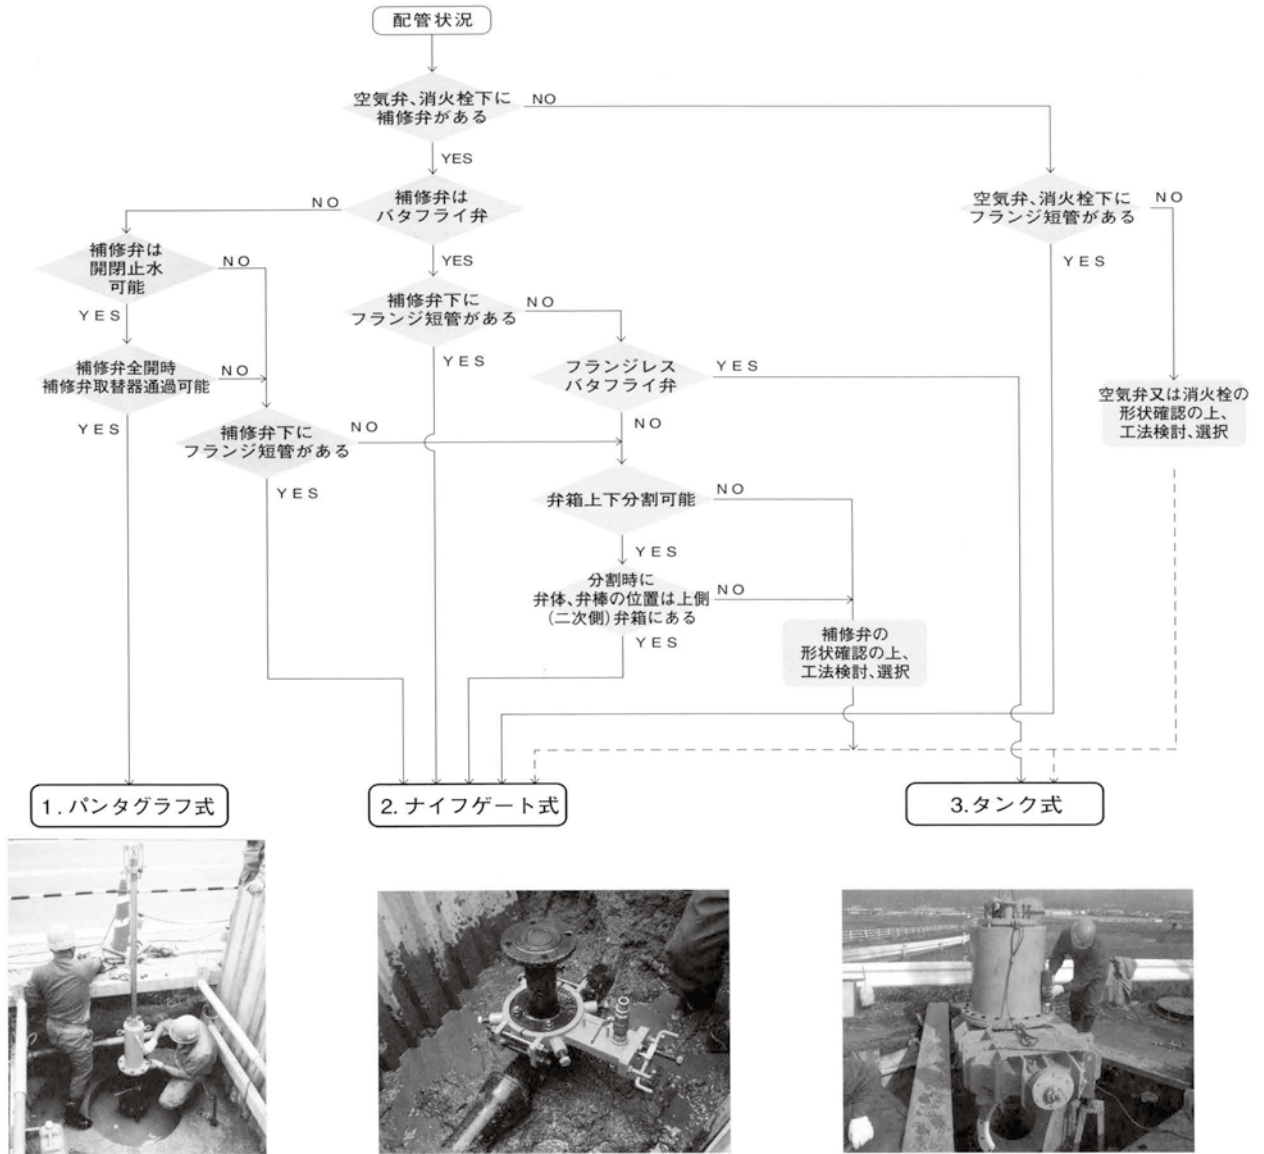 配管状況
空気弁、消火栓下に
補修弁がある
NO
YES
補修弁は
バタフライ弁
NO
YES
空気弁、消火栓下に
フランジ短管がある
NO
YES
補修弁は
開閉止水
可能
NO
YES
補修弁下に
フランジ短管がある
NO
YES
補修弁全開時
補修弁取替器通過可能
NO
YES
フランジレス
バタフライ弁
YES
NO
空気弁又は消火栓の
形状確認の上、
工法検討、選択
補修弁下に
フランジ短管がある
NO
YES
弁箱上下分割可能
NO
YES
分割時に
弁体、弁棒の位置は上側
(二次側)弁箱にある
NO
YES
補修弁の
形状確認の上、
工法検討、選択
1.パンタグラフ式
2.ナイフゲート式
3.タンク式